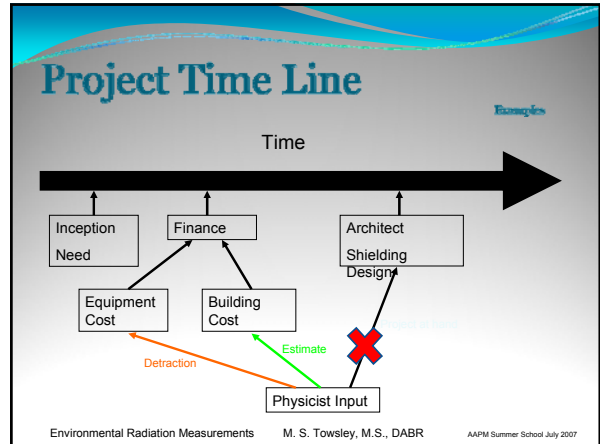 Project Time Line
Examples
Time
Inception
Need
Finance
Architect
Shielding
Design
Equipment
Cost
Building
Cost
Detraction
Estimate
Physicist Input
Environmental Radiation Measurements M. S. Towsley, M.S., DABR AAPM Summer School July 2007